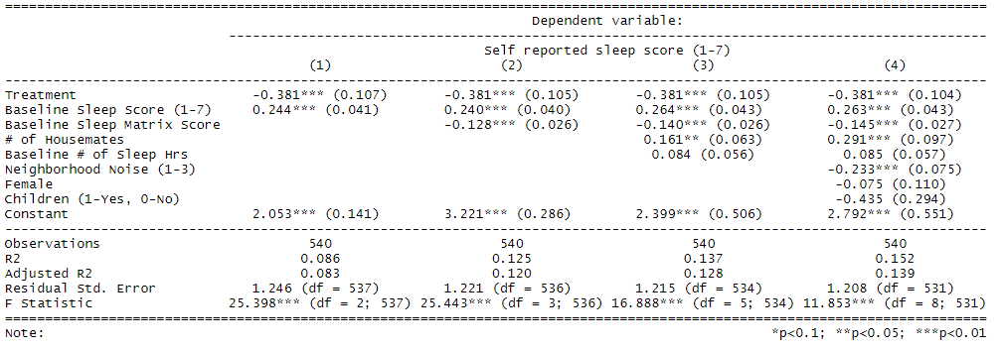 Dependent variable:
Self reported sleep score (1-7)
(1) (2) (3) (4)
Treatment -0.381*** (0.107) -0.381*** (0.105) -0.381*** (0.105) -0.381*** (0.104)
Baseline Sleep Score (1-7) 0.244*** (0.041) 0.240*** (0.040) 0.264*** (0.043) 0.263*** (0.043)
Baseline Sleep Matrix Score -0.128*** (0.026) -0.140*** (0.026) -0.145*** (0.027)
# of Housemates 0.161** (0.063) 0.291*** (0.097)
Baseline # of Sleep Hrs 0.084 (0.056) 0.085 (0.057)
Neighborhood Noise (1-3) -0.233*** (0.075)
Female -0.075 (0.110)
Children (1-Yes, 0-No) -0.435 (0.294)
Constant 2.053*** (0.141) 3.221*** (0.286) 2.399*** (0.506) 2.792*** (0.551)
Observations 540 540 540 540
R2 0.086 0.125 0.137 0.152
Adjusted R2 0.083 0.120 0.128 0.139
Residual Std. Error 1.246 (df = 537) 1.221 (df = 536) 1.215 (df = 534) 1.208 (df = 531)
F Statistic 25.398*** (df = 2; 537) 25.443*** (df = 3; 536) 16.888*** (df = 5; 534) 11.853*** (df = 8; 531)
Note: *p<0.1; **p<0.05; ***p<0.01